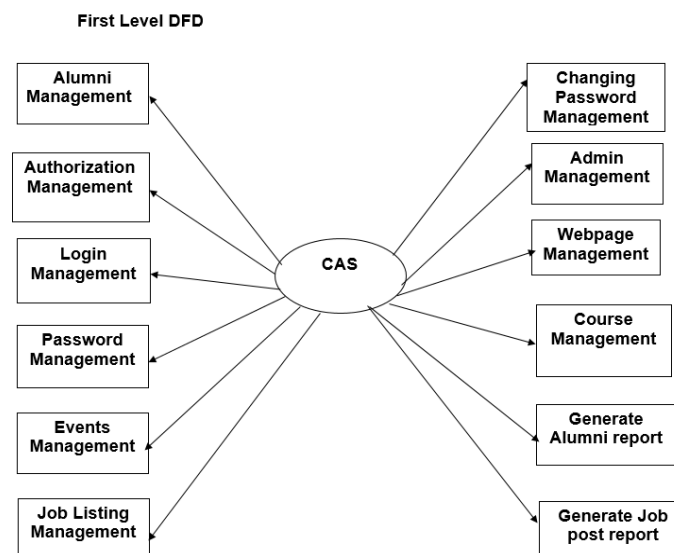 First Level DFD
Alumni
Management
Authorization
Management
Login
Management
Password
Management
Events
Management
Job Listing
Management
CAS
Changing
Password
Management
Admin
Management
Webpage
Management
Course
Management
Generate
Alumni report
Generate Job
post report